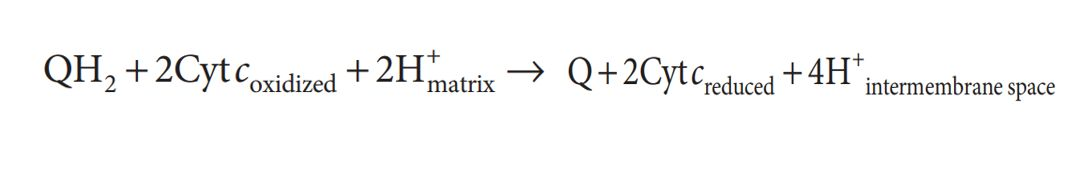 QH₂ + 2Cyt c_oxidized + 2H⁺_matrix → Q + 2Cyt c_reduced + 4H⁺_intermembrane space